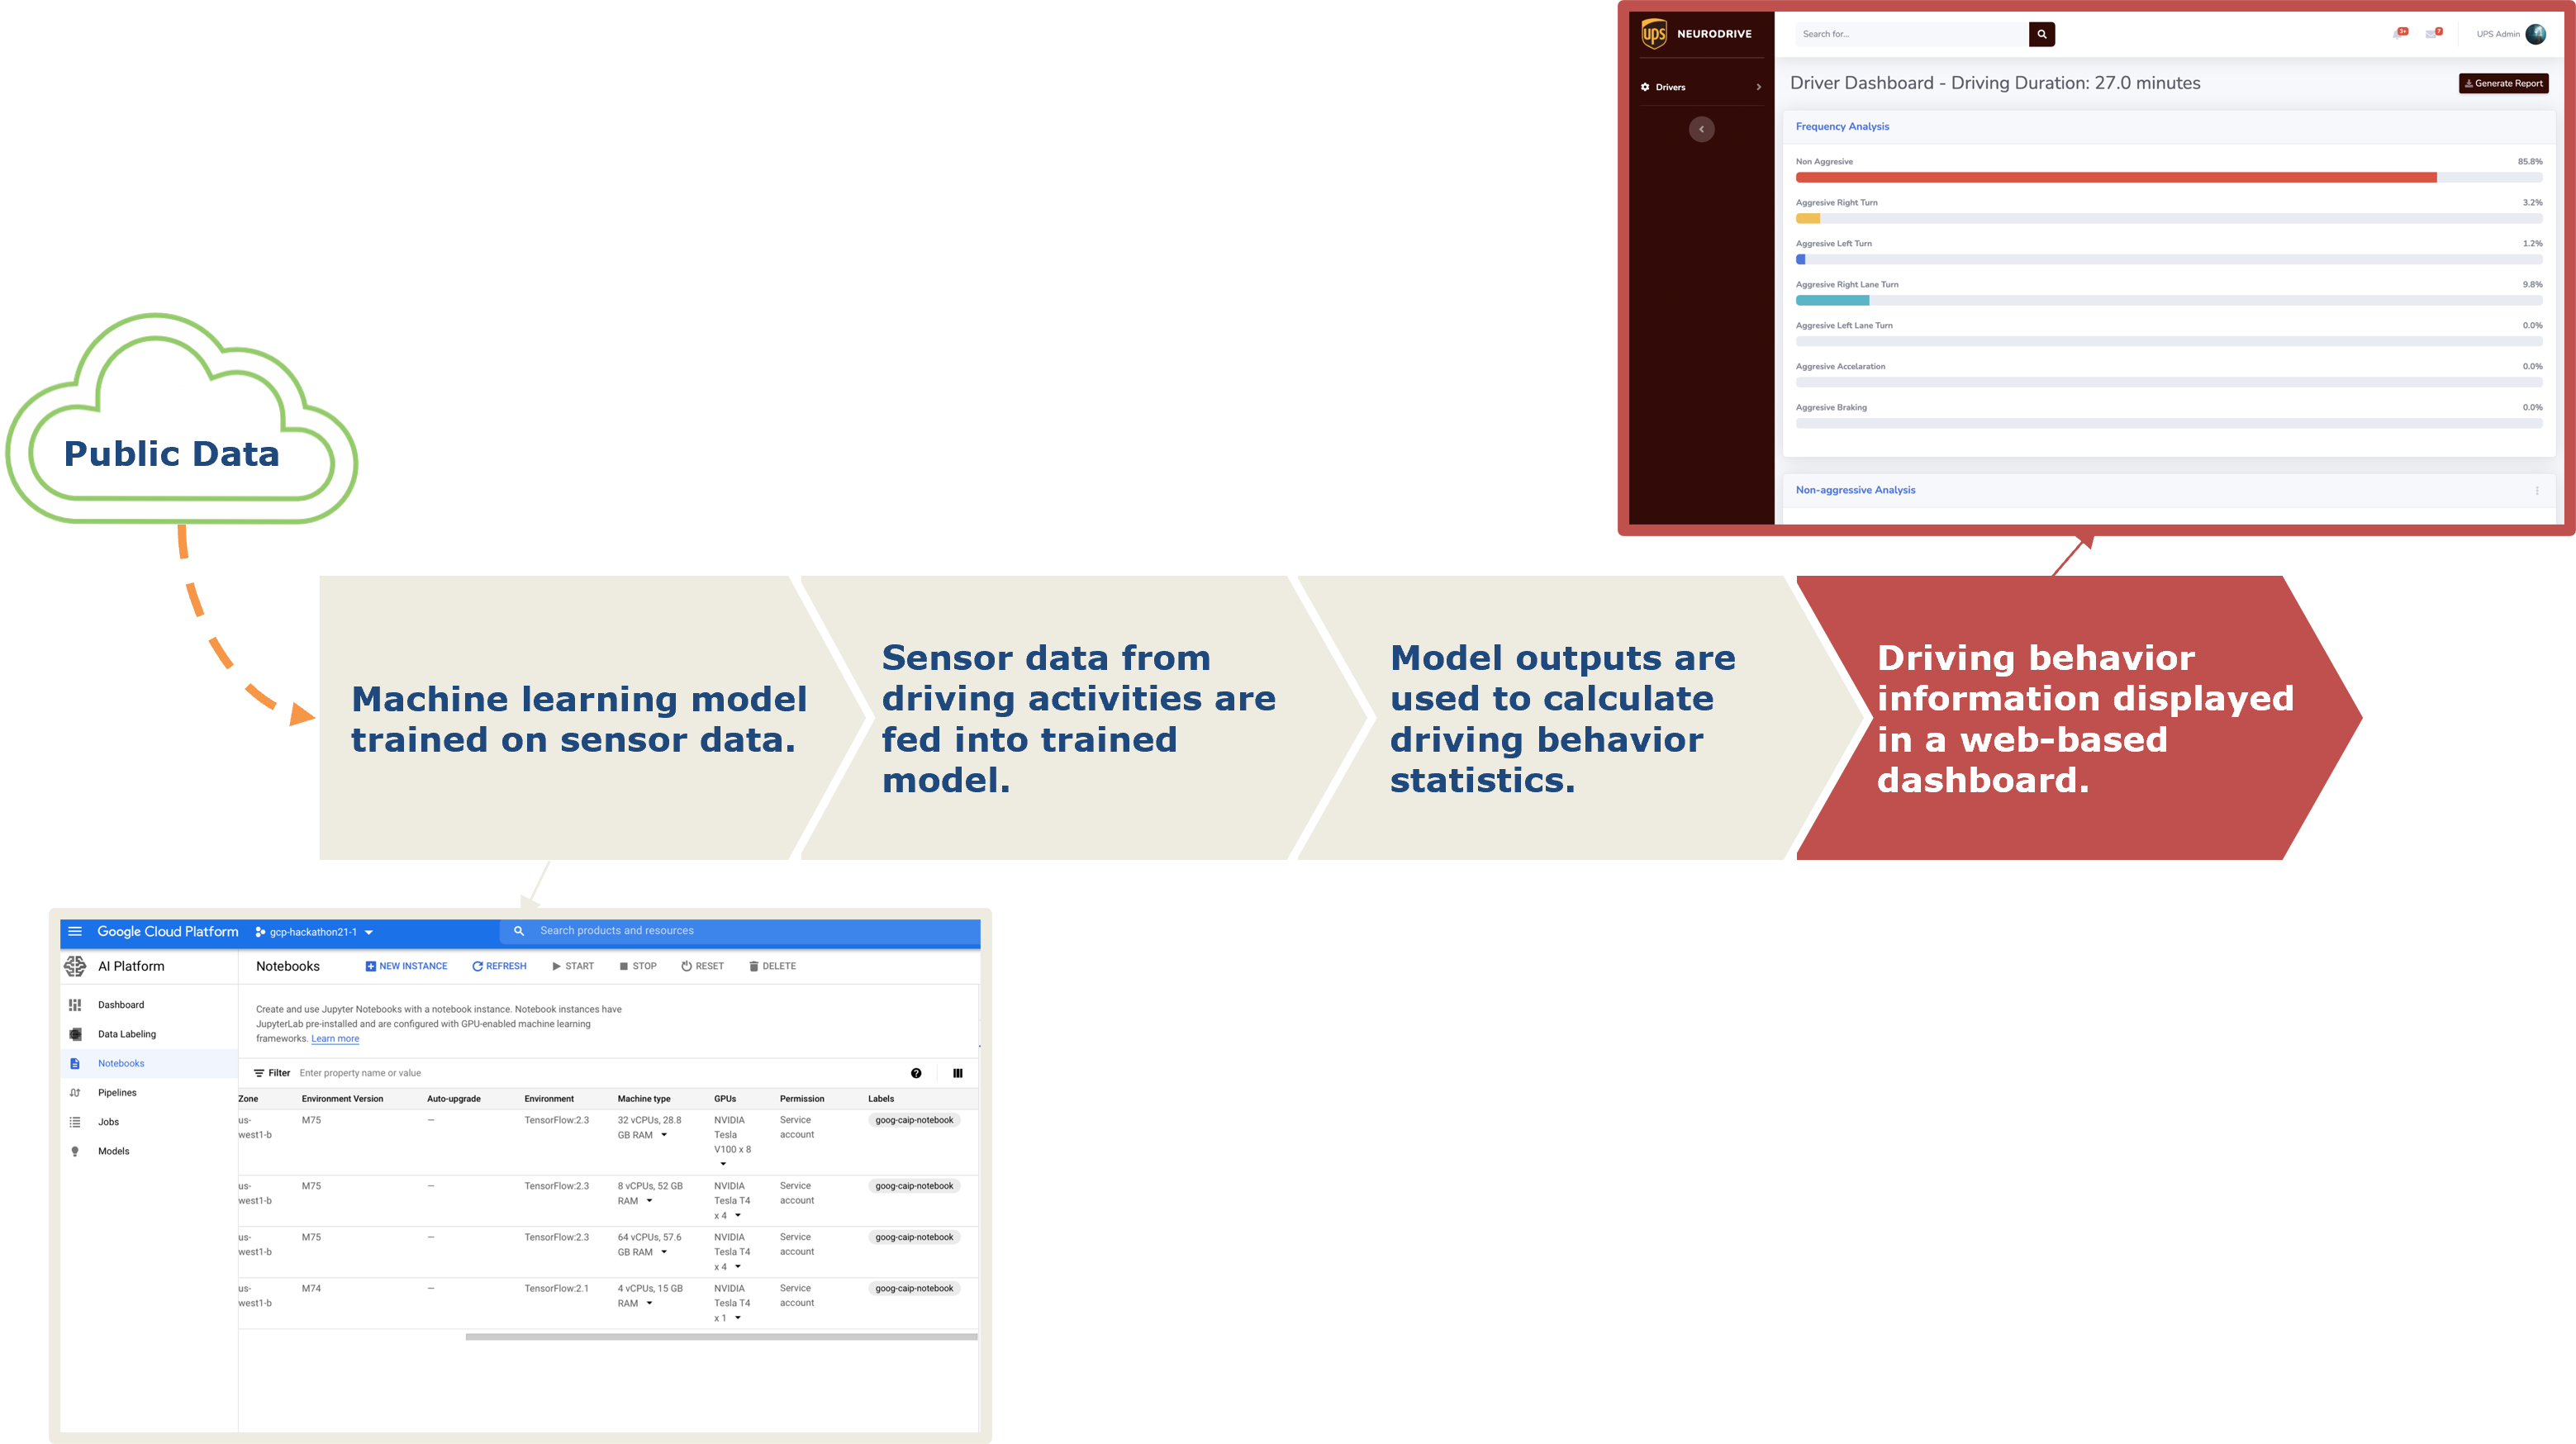 ups
NEURODRIVE
Search for...
3+
7
UPS Admin
Drivers
Driver Dashboard - Driving Duration: 27.0 minutes
Generate Report
Frequency Analysis
Non Aggresive 85.8%
Aggresive Right Turn 3.2%
Aggresive Left Turn 1.2%
Aggresive Right Lane Turn 9.8%
Aggresive Left Lane Turn 0.0%
Aggresive Accelaration 0.0%
Aggresive Braking 0.0%
Non-aggressive Analysis
Public Data
Machine learning model
trained on sensor data.
Sensor data from
driving activities are
fed into trained
model.
Model outputs are
used to calculate
driving behavior
statistics.
Driving behavior
information displayed
in a web-based
dashboard.
Google Cloud Platform
gcp-hackathon21-1
Search products and resources
AI Platform
Notebooks
NEW INSTANCE
REFRESH
START
STOP
RESET
DELETE
Dashboard
Data Labeling
Notebooks
Pipelines
Jobs
Models
Create and use Jupyter Notebooks with a notebook instance. Notebook instances have
JupyterLab pre-installed and are configured with GPU-enabled machine learning
frameworks. Learn more
Filter Enter property name or value
Zone Environment Version Auto-upgrade Environment Machine type GPUs Permission Labels
us- M75 — TensorFlow:2.3 32 vCPUs, 28.8 NVIDIA Service goog-caip-notebook
west1-b GB RAM Tesla account
V100 x 8
us- M75 — TensorFlow:2.3 8 vCPUs, 52 GB NVIDIA Service goog-caip-notebook
west1-b RAM Tesla T4 account
x 4
us- M75 — TensorFlow:2.3 64 vCPUs, 57.6 NVIDIA Service goog-caip-notebook
west1-b GB RAM Tesla T4 account
x 4
us- M74 — TensorFlow:2.1 4 vCPUs, 15 GB NVIDIA Service goog-caip-notebook
west1-b RAM Tesla T4 account
x 1